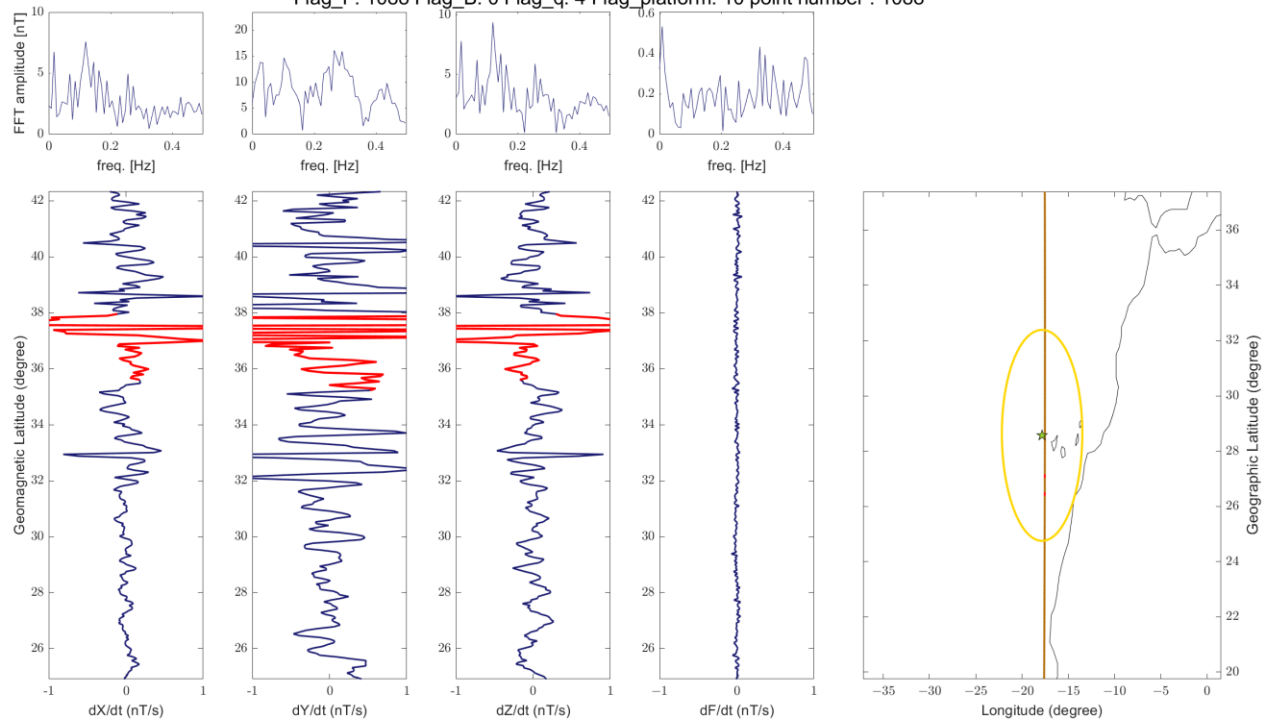 Flag_q: 4 Flag_platform: 10 point number : 1088
FFT amplitude [nT]
10
5
0
0 0.2 0.4
freq. [Hz]
20
15
10
5
0
0 0.2 0.4
freq. [Hz]
10
5
0
0 0.2 0.4
freq. [Hz]
0.6
0.4
0.2
0
0 0.2 0.4
freq. [Hz]
Geomagnetic Latitude (degree)
42
40
38
36
34
32
30
28
26
-1 0 1
dX/dt (nT/s)
42
40
38
36
34
32
30
28
26
-1 0 1
dY/dt (nT/s)
42
40
38
36
34
32
30
28
26
-1 0 1
dZ/dt (nT/s)
42
40
38
36
34
32
30
28
26
−1 0 1
dF/dt (nT/s)
36
34
32
30
28
26
24
22
20
Geographic Latitude (degree)
−35 −30 −25 −20 −15 −10 −5 0
Longitude (degree)